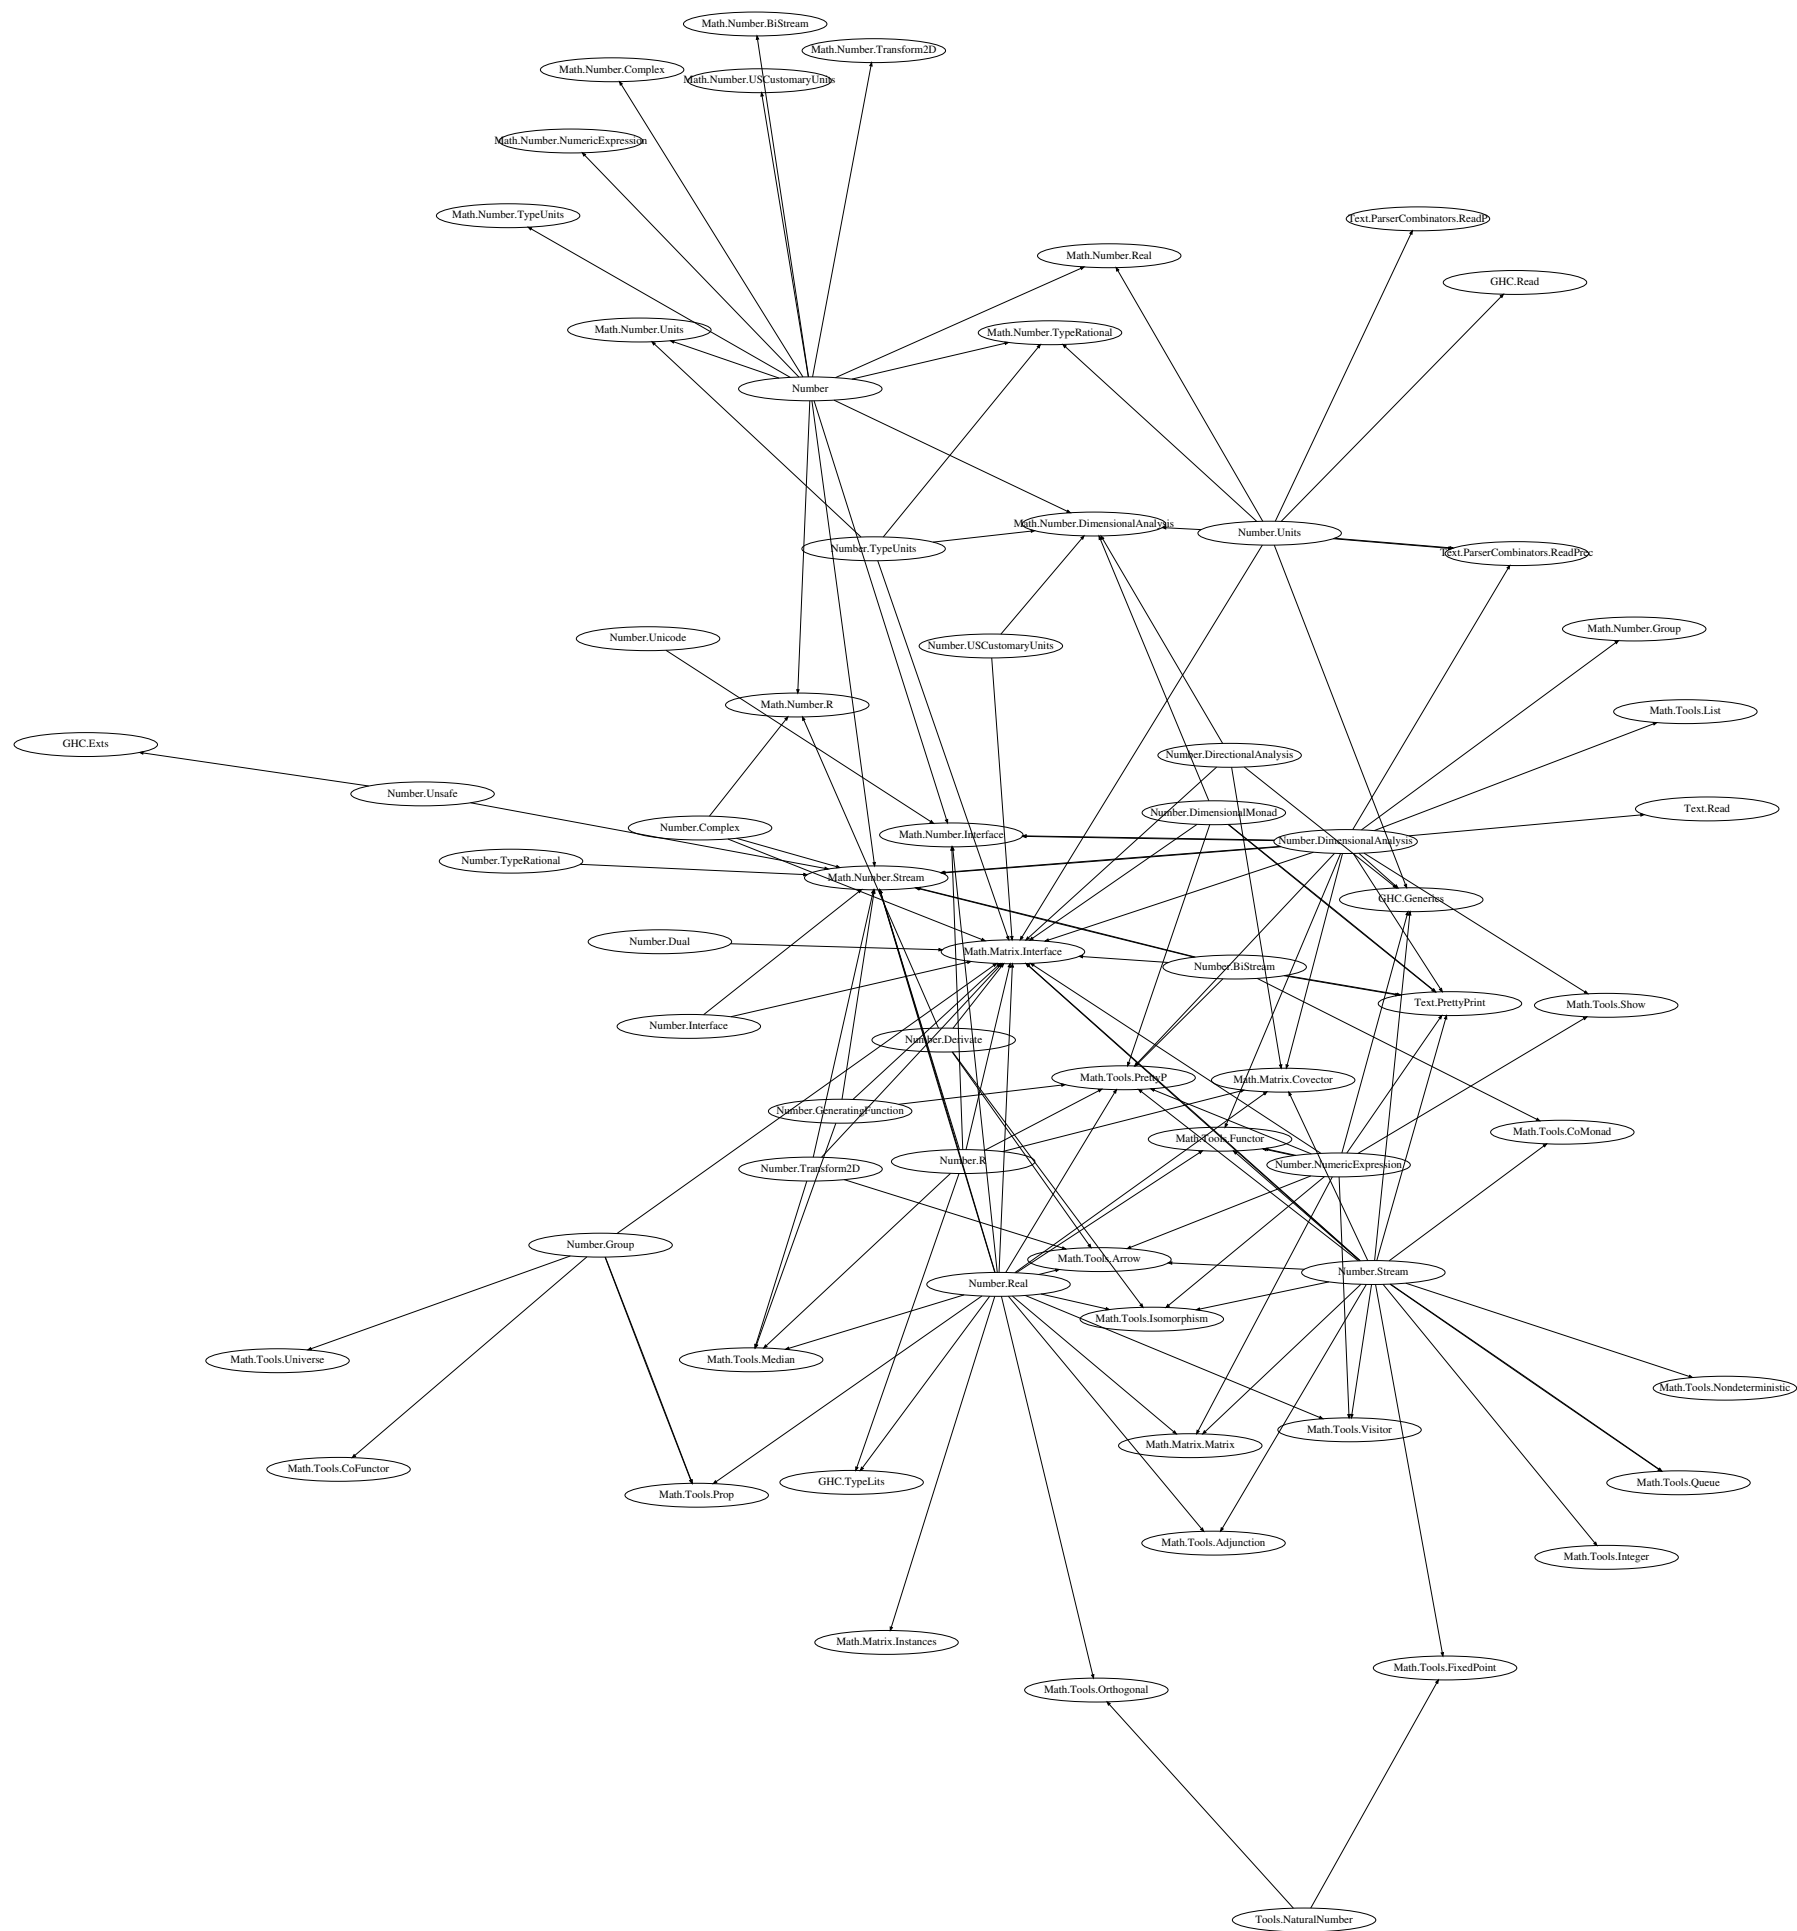 Math.Number.BiStream
Math.Number.Transform2D
Math.Number.Complex
Math.Number.USCustomaryUnits
Math.Number.NumericExpression
Math.Number.TypeUnits
Text.ParserCombinators.ReadP
Math.Number.Real
GHC.Read
Math.Number.Units
Math.Number.TypeRational
Number
Math.Number.DimensionalAnalysis
Number.Units
Number.TypeUnits
Text.ParserCombinators.ReadPrec
Math.Number.Group
Number.Unicode
Number.USCustomaryUnits
Math.Number.R
Math.Tools.List
GHC.Exts
Number.DirectionalAnalysis
Number.Unsafe
Text.Read
Number.DimensionalMonad
Number.Complex
Math.Number.Interface
Number.DimensionalAnalysis
Number.TypeRational
Math.Number.Stream
GHC.Generics
Number.Dual
Math.Matrix.Interface
Number.BiStream
Text.PrettyPrint
Math.Tools.Show
Number.Interface
Number.Derivate
Math.Tools.PrettyP
Math.Matrix.Covector
Number.GeneratingFunction
Math.Tools.CoMonad
Math.Tools.Functor
Number.R
Number.NumericExpression
Number.Transform2D
Number.Group
Math.Tools.Arrow
Number.Stream
Number.Real
Math.Tools.Isomorphism
Math.Tools.Universe
Math.Tools.Median
Math.Tools.Nondeterministic
Math.Tools.Visitor
Math.Matrix.Matrix
Math.Tools.CoFunctor
GHC.TypeLits
Math.Tools.Queue
Math.Tools.Prop
Math.Tools.Adjunction
Math.Tools.Integer
Math.Matrix.Instances
Math.Tools.FixedPoint
Math.Tools.Orthogonal
Tools.NaturalNumber